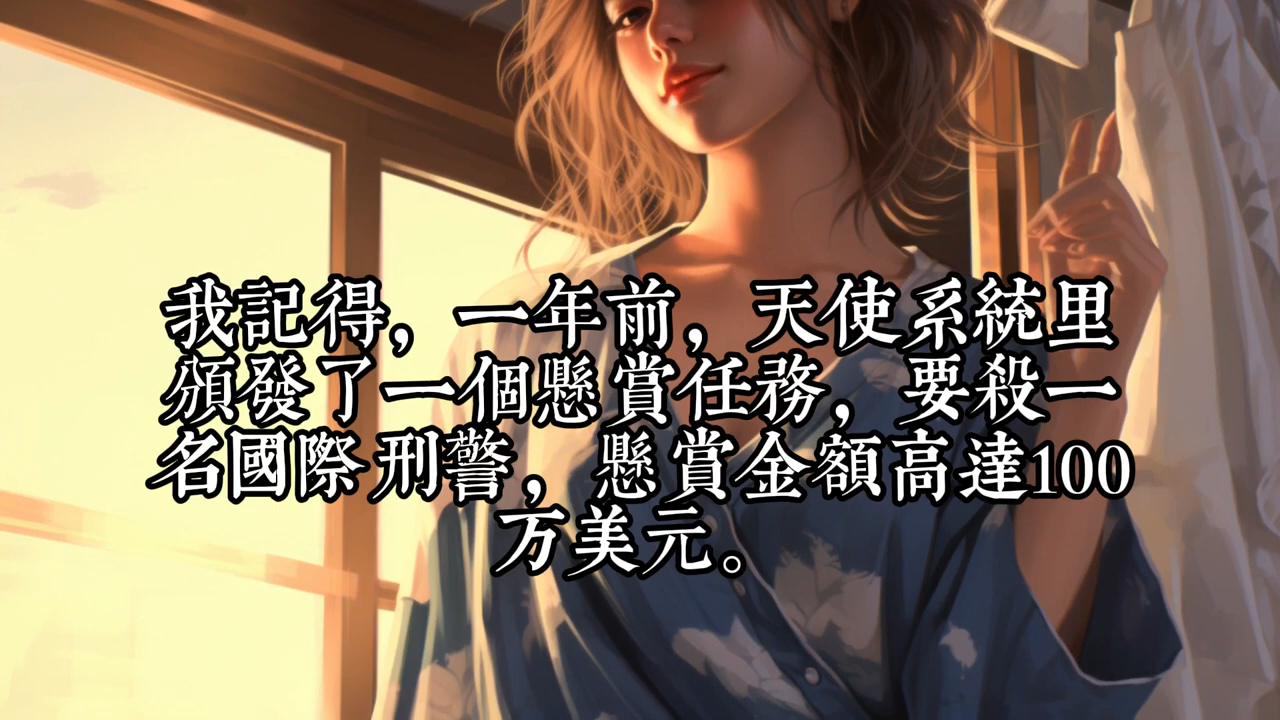 我記得，一年前，天使系統里
頒發了一個懸賞任務，要殺一
名國際刑警，懸賞金額高達100
万美元。